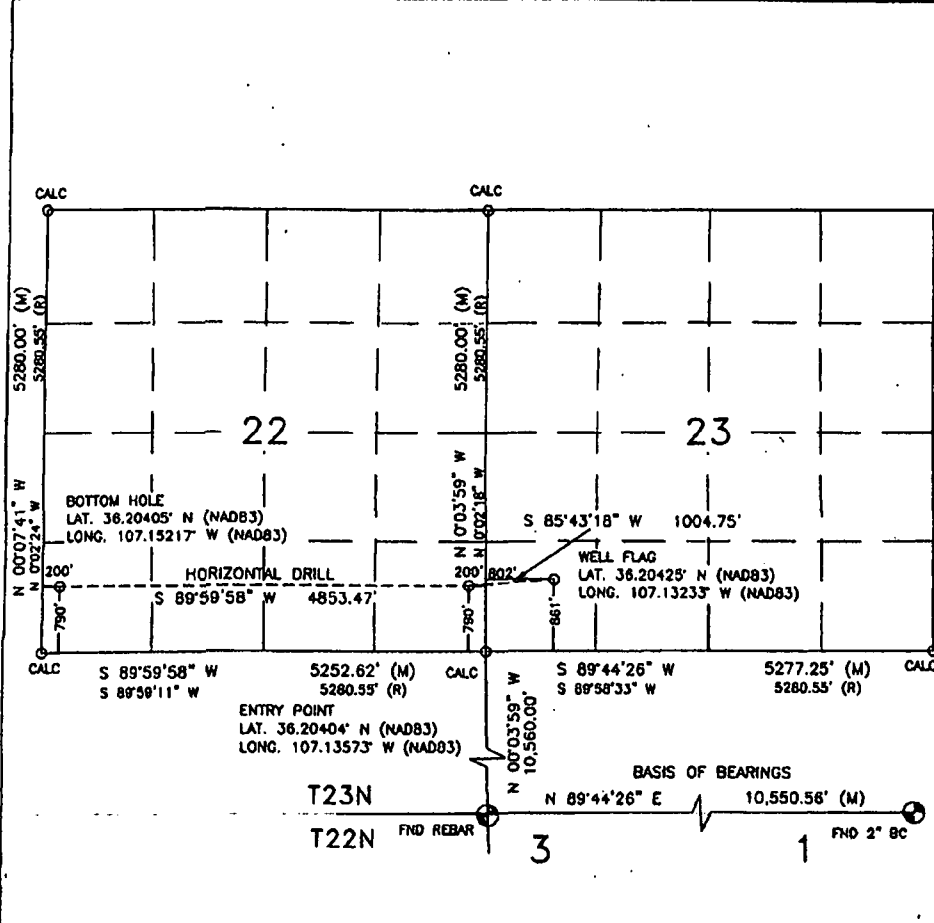 CALC
CALC
5280.00' (M)
5280.55' (R)
5280.00' (M)
5280.55' (R)
22
23
N 00°07'41" W
N 0°02'24" W
N 0°03'59" W
N 0°02'18" W
BOTTOM HOLE
LAT. 36.20405° N (NAD83)
LONG. 107.15217° W (NAD83)
S 85°43'18" W 1004.75'
WELL FLAG
LAT. 36.20425° N (NAD83)
LONG. 107.13233° W (NAD83)
200'
HORIZONTAL DRILL
200'
802'
S 89°59'58" W 4853.47'
790'
790'
861'
CALC
S 89°59'58" W 5252.62' (M)
S 89°59'11" W 5280.55' (R)
CALC
S 89°44'26" W 5277.25' (M)
S 89°58'33" W 5280.55' (R)
CALC
ENTRY POINT
LAT. 36.20404° N (NAD83)
LONG. 107.13573° W (NAD83)
N 00°03'59" W
10,560.00'
BASIS OF BEARINGS
N 89°44'26" E 10,550.56' (M)
T23N
T22N
FND REBAR
3
1
FND 2" BC